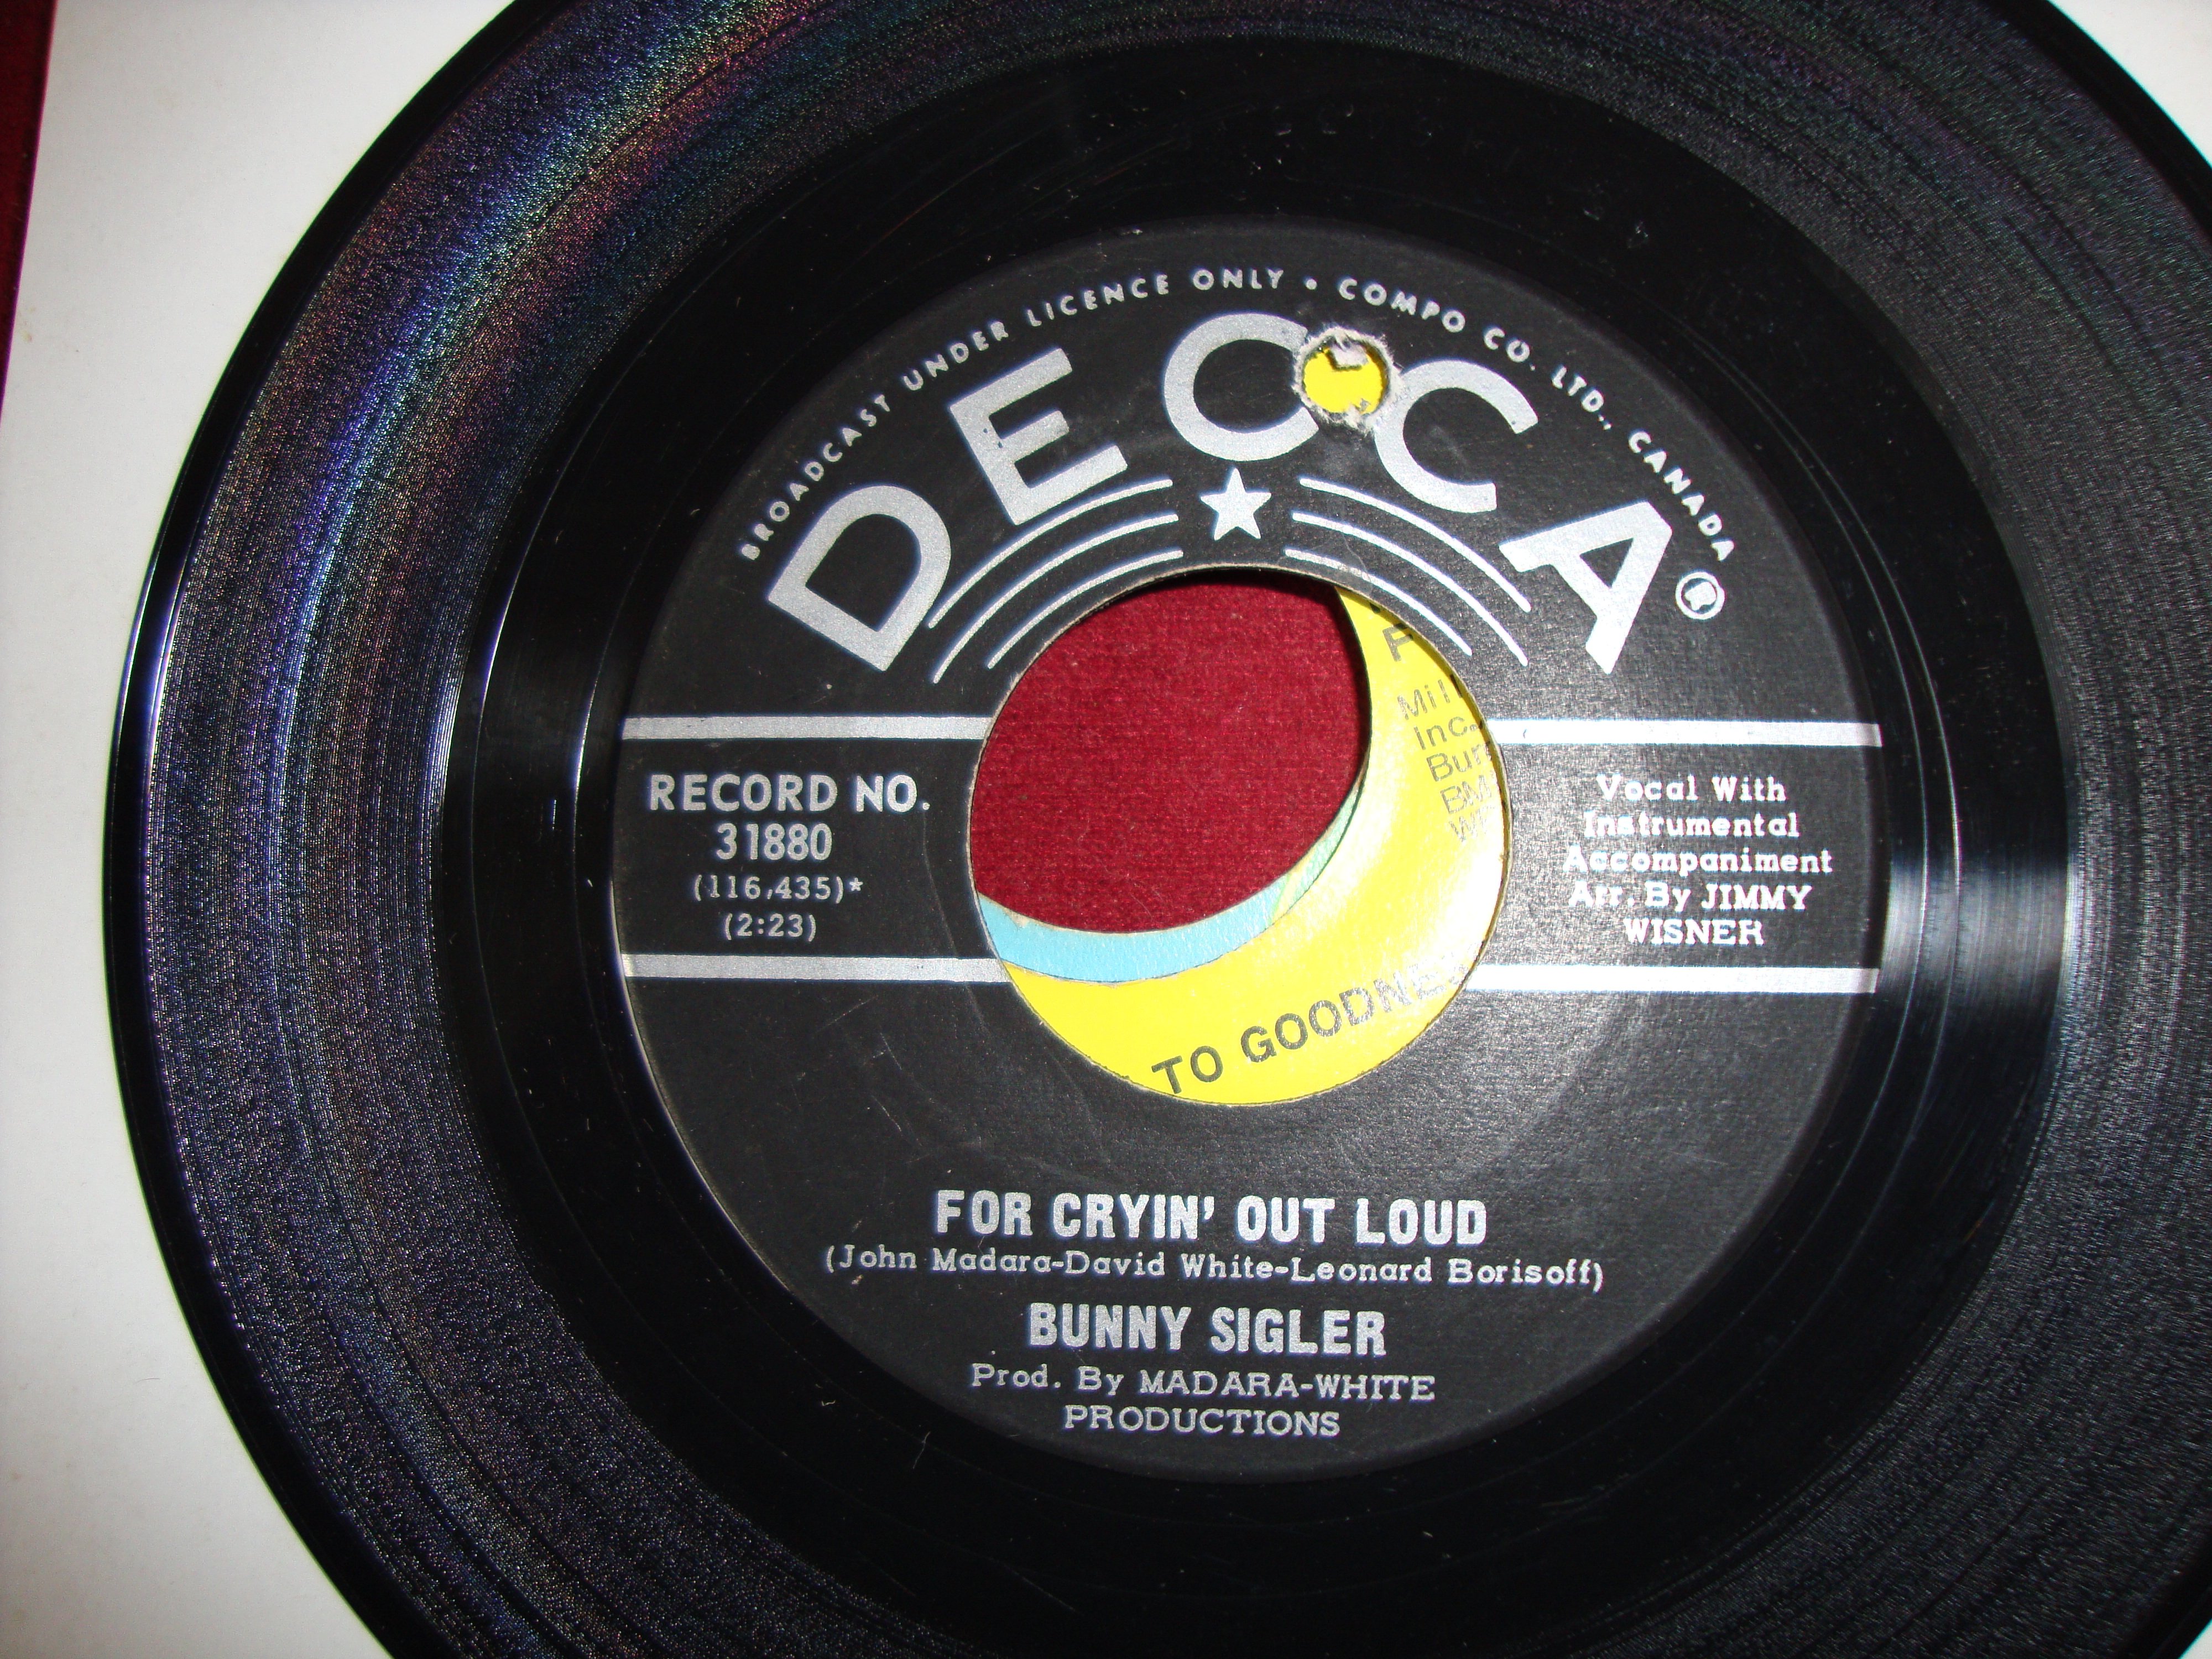 BROADCAST UNDER LICENCE ONLY • COMPO CO. LTD., CANADA
DECCA®
RECORD NO.
31880
(116,435)*
(2:23)
Vocal With
Instrumental
Accompaniment
Arr. By JIMMY
WISNER
Inc.
TO
FOR CRYIN' OUT LOUD
(John Madara-David White-Leonard Borisoff)
BUNNY SIGLER
Prod. By MADARA-WHITE
PRODUCTIONS